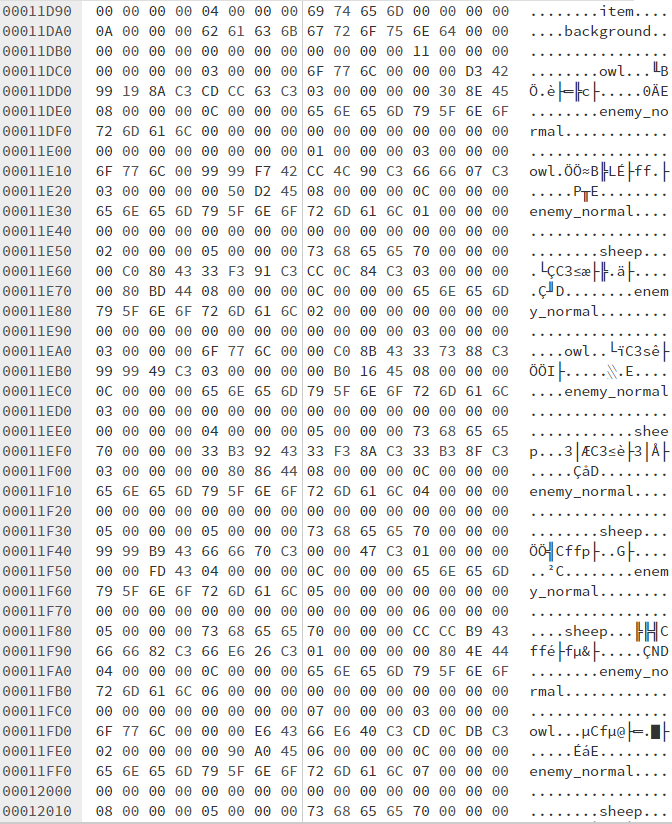 00011D90 00 00 00 00 04 00 00 00 69 74 65 6D 00 00 00 00 ........item....
00011DA0 0A 00 00 00 62 61 63 6B 67 72 6F 75 6E 64 00 00 ....background..
00011DB0 00 00 00 00 00 00 00 00 00 00 00 00 11 00 00 00 ................
00011DC0 00 00 00 00 03 00 00 00 6F 77 6C 00 00 00 D3 42 ........owl...╙B
00011DD0 99 19 8A C3 CD CC 63 C3 03 00 00 00 00 30 8E 45 Ö.è├═╠c├.....0ÄE
00011DE0 08 00 00 00 0C 00 00 00 65 6E 65 6D 79 5F 6E 6F ........enemy_no
00011DF0 72 6D 61 6C 00 00 00 00 00 00 00 00 00 00 00 00 rmal............
00011E00 00 00 00 00 00 00 00 00 01 00 00 00 03 00 00 00 ................
00011E10 6F 77 6C 00 99 99 F7 42 CC 4C 90 C3 66 66 07 C3 owl.ÖÖ≈B╠LÉ├ff.├
00011E20 03 00 00 00 00 50 D2 45 08 00 00 00 0C 00 00 00 .....P╥E........
00011E30 65 6E 65 6D 79 5F 6E 6F 72 6D 61 6C 01 00 00 00 enemy_normal....
00011E40 00 00 00 00 00 00 00 00 00 00 00 00 00 00 00 00 ................
00011E50 02 00 00 00 05 00 00 00 73 68 65 65 70 00 00 00 ........sheep...
00011E60 00 C0 80 43 33 F3 91 C3 CC 0C 84 C3 03 00 00 00 .└ÇC3≤æ├╠.ä├....
00011E70 00 80 BD 44 08 00 00 00 0C 00 00 00 65 6E 65 6D .Ç╜D........enem
00011E80 79 5F 6E 6F 72 6D 61 6C 02 00 00 00 00 00 00 00 y_normal........
00011E90 00 00 00 00 00 00 00 00 00 00 00 00 03 00 00 00 ................
00011EA0 03 00 00 00 6F 77 6C 00 00 C0 8B 43 33 73 88 C3 ....owl..└ïC3sê├
00011EB0 99 99 49 C3 03 00 00 00 00 B0 16 45 08 00 00 00 ÖÖI├.....░.E....
00011EC0 0C 00 00 00 65 6E 65 6D 79 5F 6E 6F 72 6D 61 6C ....enemy_normal
00011ED0 03 00 00 00 00 00 00 00 00 00 00 00 00 00 00 00 ................
00011EE0 00 00 00 00 04 00 00 00 05 00 00 00 73 68 65 65 ............shee
00011EF0 70 00 00 00 33 B3 92 43 33 F3 8A C3 33 B3 8F C3 p...3│ÆC3≤è├3│Å├
00011F00 03 00 00 00 00 80 86 44 08 00 00 00 0C 00 00 00 .....ÇåD........
00011F10 65 6E 65 6D 79 5F 6E 6F 72 6D 61 6C 04 00 00 00 enemy_normal....
00011F20 00 00 00 00 00 00 00 00 00 00 00 00 00 00 00 00 ................
00011F30 05 00 00 00 05 00 00 00 73 68 65 65 70 00 00 00 ........sheep...
00011F40 99 99 B9 43 66 66 70 C3 00 00 47 C3 01 00 00 00 ÖÖ╣Cffp├..G├....
00011F50 00 00 FD 43 04 00 00 00 0C 00 00 00 65 6E 65 6D ..²C........enem
00011F60 79 5F 6E 6F 72 6D 61 6C 05 00 00 00 00 00 00 00 y_normal........
00011F70 00 00 00 00 00 00 00 00 00 00 00 00 06 00 00 00 ................
00011F80 05 00 00 00 73 68 65 65 70 00 00 00 CC CC B9 43 ....sheep...╠╠╣C
00011F90 66 66 82 C3 66 E6 26 C3 01 00 00 00 00 80 4E 44 ffé├fµ&├.....ÇND
00011FA0 04 00 00 00 0C 00 00 00 65 6E 65 6D 79 5F 6E 6F ........enemy_no
00011FB0 72 6D 61 6C 06 00 00 00 00 00 00 00 00 00 00 00 rmal............
00011FC0 00 00 00 00 00 00 00 00 07 00 00 00 03 00 00 00 ................
00011FD0 6F 77 6C 00 00 00 E6 43 66 E6 40 C3 CD 0C DB C3 owl...µCfµ@├═.█├
00011FE0 02 00 00 00 00 90 A0 45 06 00 00 00 0C 00 00 00 .....ÉáE........
00011FF0 65 6E 65 6D 79 5F 6E 6F 72 6D 61 6C 07 00 00 00 enemy_normal....
00012000 00 00 00 00 00 00 00 00 00 00 00 00 00 00 00 00 ................
00012010 08 00 00 00 05 00 00 00 73 68 65 65 70 00 00 00 ........sheep...